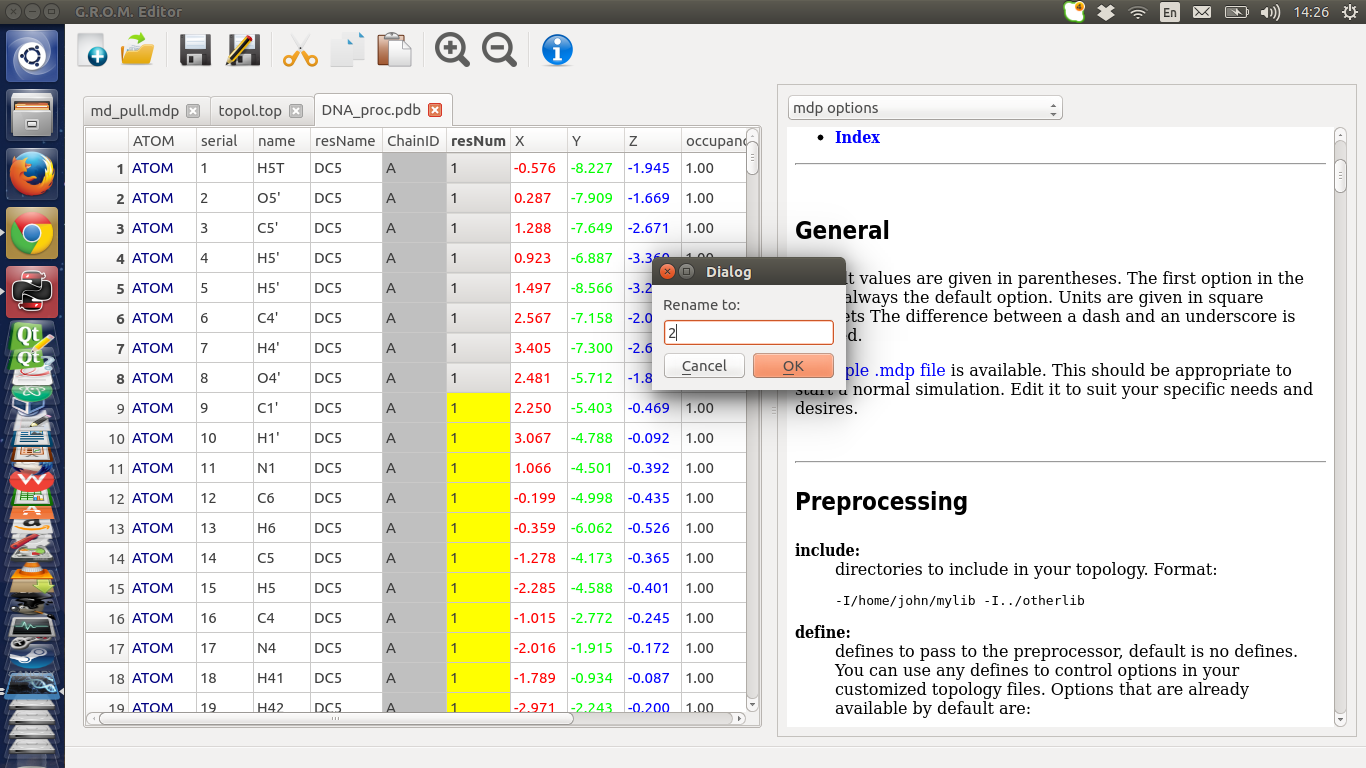 G.R.O.M. Editor
4 En 14:26
md_pull.mdp topol.top DNA_proc.pdb
ATOM serial name resName ChainID resNum X Y Z occupanc
1 ATOM 1 H5T DC5 A 1 -0.576 -8.227 -1.945 1.00
2 ATOM 2 O5' DC5 A 1 0.287 -7.909 -1.669 1.00
3 ATOM 3 C5' DC5 A 1 1.288 -7.649 -2.671 1.00
4 ATOM 4 H5' DC5 A 1 0.923 -6.887 -3.360 1.00
5 ATOM 5 H5' DC5 A 1 1.497 -8.566 -3.2
6 ATOM 6 C4' DC5 A 1 2.567 -7.158 -2.0
7 ATOM 7 H4' DC5 A 1 3.405 -7.300 -2.6
8 ATOM 8 O4' DC5 A 1 2.481 -5.712 -1.8
9 ATOM 9 C1' DC5 A 1 2.250 -5.403 -0.469 1.00
10 ATOM 10 H1' DC5 A 1 3.067 -4.788 -0.092 1.00
11 ATOM 11 N1 DC5 A 1 1.066 -4.501 -0.392 1.00
12 ATOM 12 C6 DC5 A 1 -0.199 -4.998 -0.435 1.00
13 ATOM 13 H6 DC5 A 1 -0.359 -6.062 -0.526 1.00
14 ATOM 14 C5 DC5 A 1 -1.278 -4.173 -0.365 1.00
15 ATOM 15 H5 DC5 A 1 -2.285 -4.588 -0.401 1.00
16 ATOM 16 C4 DC5 A 1 -1.015 -2.772 -0.245 1.00
17 ATOM 17 N4 DC5 A 1 -2.016 -1.915 -0.172 1.00
18 ATOM 18 H41 DC5 A 1 -1.789 -0.934 -0.087 1.00
19 ATOM 19 H42 DC5 A 1 -2.971 -2.243 -0.200 1.00
Dialog
Rename to:
2
Cancel OK
mdp options
Index
General
t values are given in parentheses. The first option in the
always the default option. Units are given in square
ets The difference between a dash and an underscore is
d.
ple .mdp file is available. This should be appropriate to
start a normal simulation. Edit it to suit your specific needs and
desires.
Preprocessing
include:
directories to include in your topology. Format:
-I/home/john/mylib -I../otherlib
define:
defines to pass to the preprocessor, default is no defines.
You can use any defines to control options in your
customized topology files. Options that are already
available by default are: